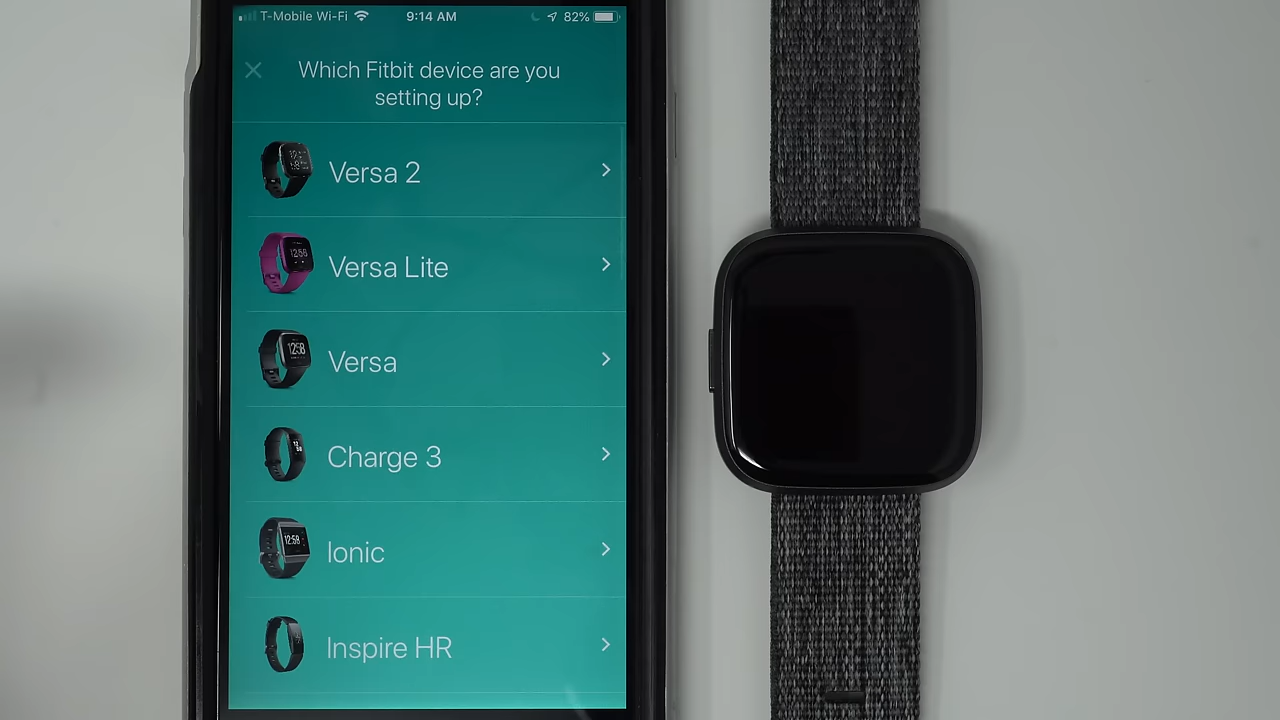 T-Mobile Wi-Fi 9:14 AM 82%
Which Fitbit device are you
setting up?
Versa 2
Versa Lite
Versa
Charge 3
Ionic
Inspire HR